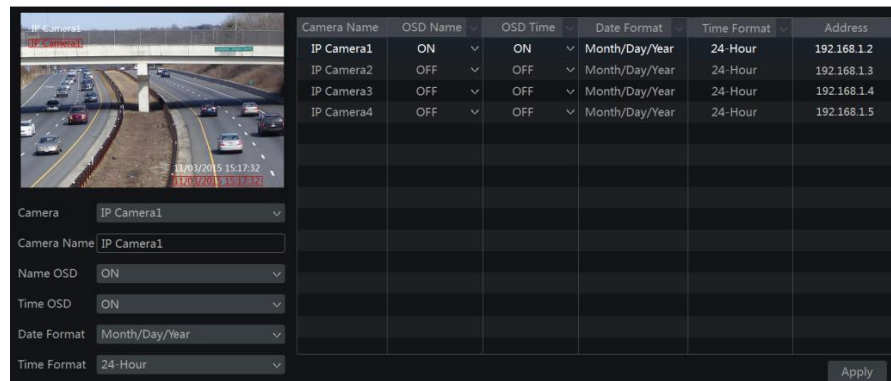 IP Camera1
IP Camera1
11/03/2015 15:17:32
11/03/2015 15:17:32
Camera IP Camera1
Camera Name IP Camera1
Name OSD ON
Time OSD ON
Date Format Month/Day/Year
Time Format 24-Hour
Camera Name OSD Name OSD Time Date Format Time Format Address
IP Camera1 ON ON Month/Day/Year 24-Hour 192.168.1.2
IP Camera2 OFF OFF Month/Day/Year 24-Hour 192.168.1.3
IP Camera3 OFF OFF Month/Day/Year 24-Hour 192.168.1.4
IP Camera4 OFF OFF Month/Day/Year 24-Hour 192.168.1.5
Apply